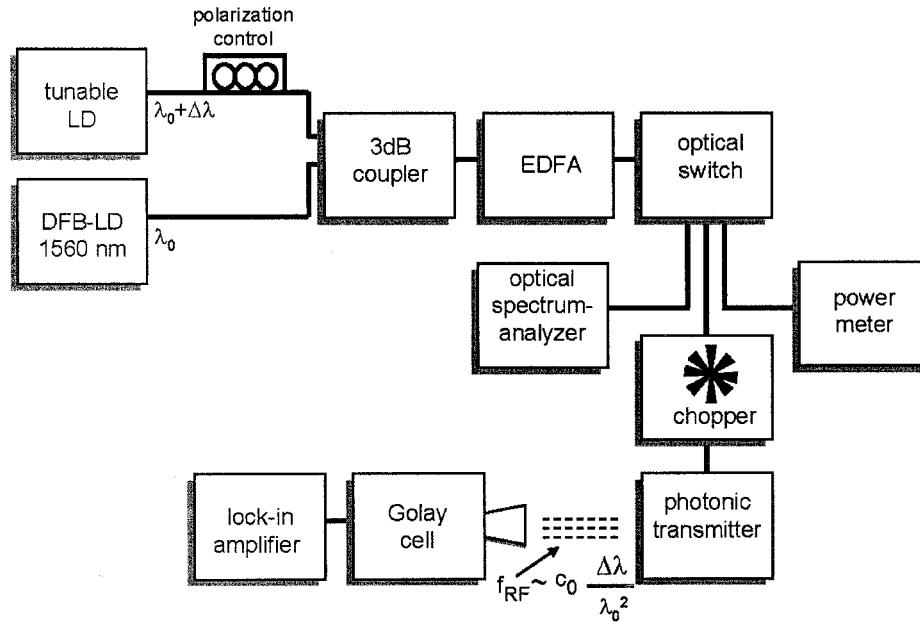 polarization
control
tunable
LD
λ₀+Δλ
DFB-LD
1560 nm
λ₀
3dB
coupler
EDFA
optical
switch
optical
spectrum-
analyzer
power
meter
chopper
lock-in
amplifier
Golay
cell
photonic
transmitter
f_RF ~ c₀ Δλ / λ₀²